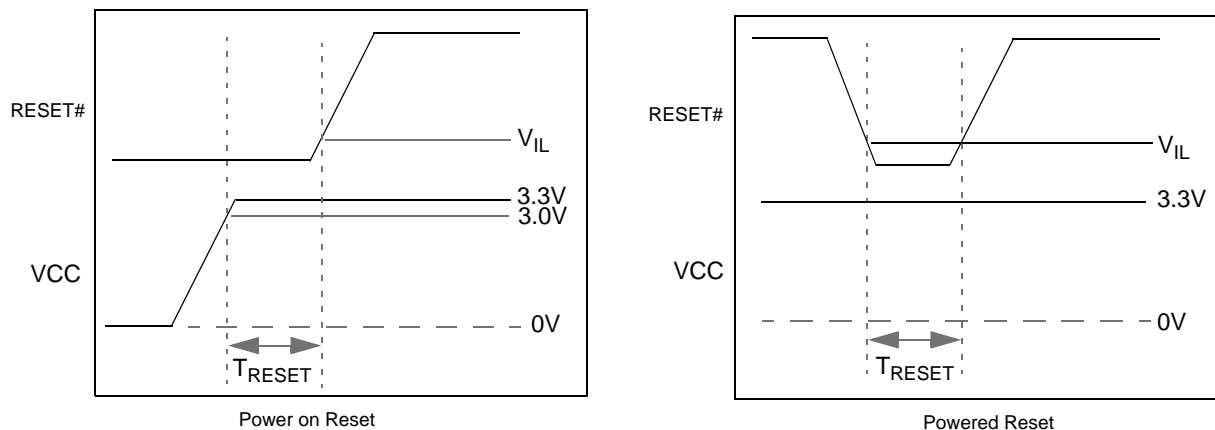 RESET#
V_IL
3.3V
3.0V
VCC
0V
T_RESET
Power on Reset
RESET#
V_IL
3.3V
VCC
0V
T_RESET
Powered Reset